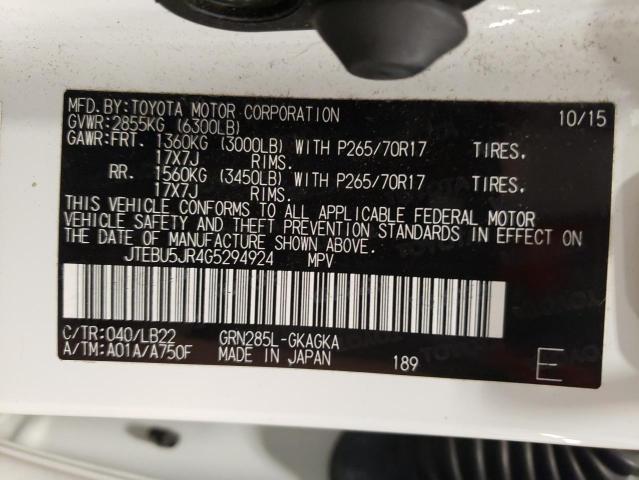 MFD.BY:TOYOTA MOTOR CORPORATION 10/15
GVWR:2855KG (6300LB)
GAWR:FRT. 1360KG (3000LB) WITH P265/70R17 TIRES,
17X7J RIMS.
RR. 1560KG (3450LB) WITH P265/70R17 TIRES,
17X7J RIMS.
THIS VEHICLE CONFORMS TO ALL APPLICABLE FEDERAL MOTOR
VEHICLE SAFETY AND THEFT PREVENTION STANDARDS IN EFFECT ON
THE DATE OF MANUFACTURE SHOWN ABOVE.
JTEBU5JR4G5294924 MPV
C/TR:040/LB22 GRN285L-GKAGKA
A/TM:A01A/A750F MADE IN JAPAN 189 E